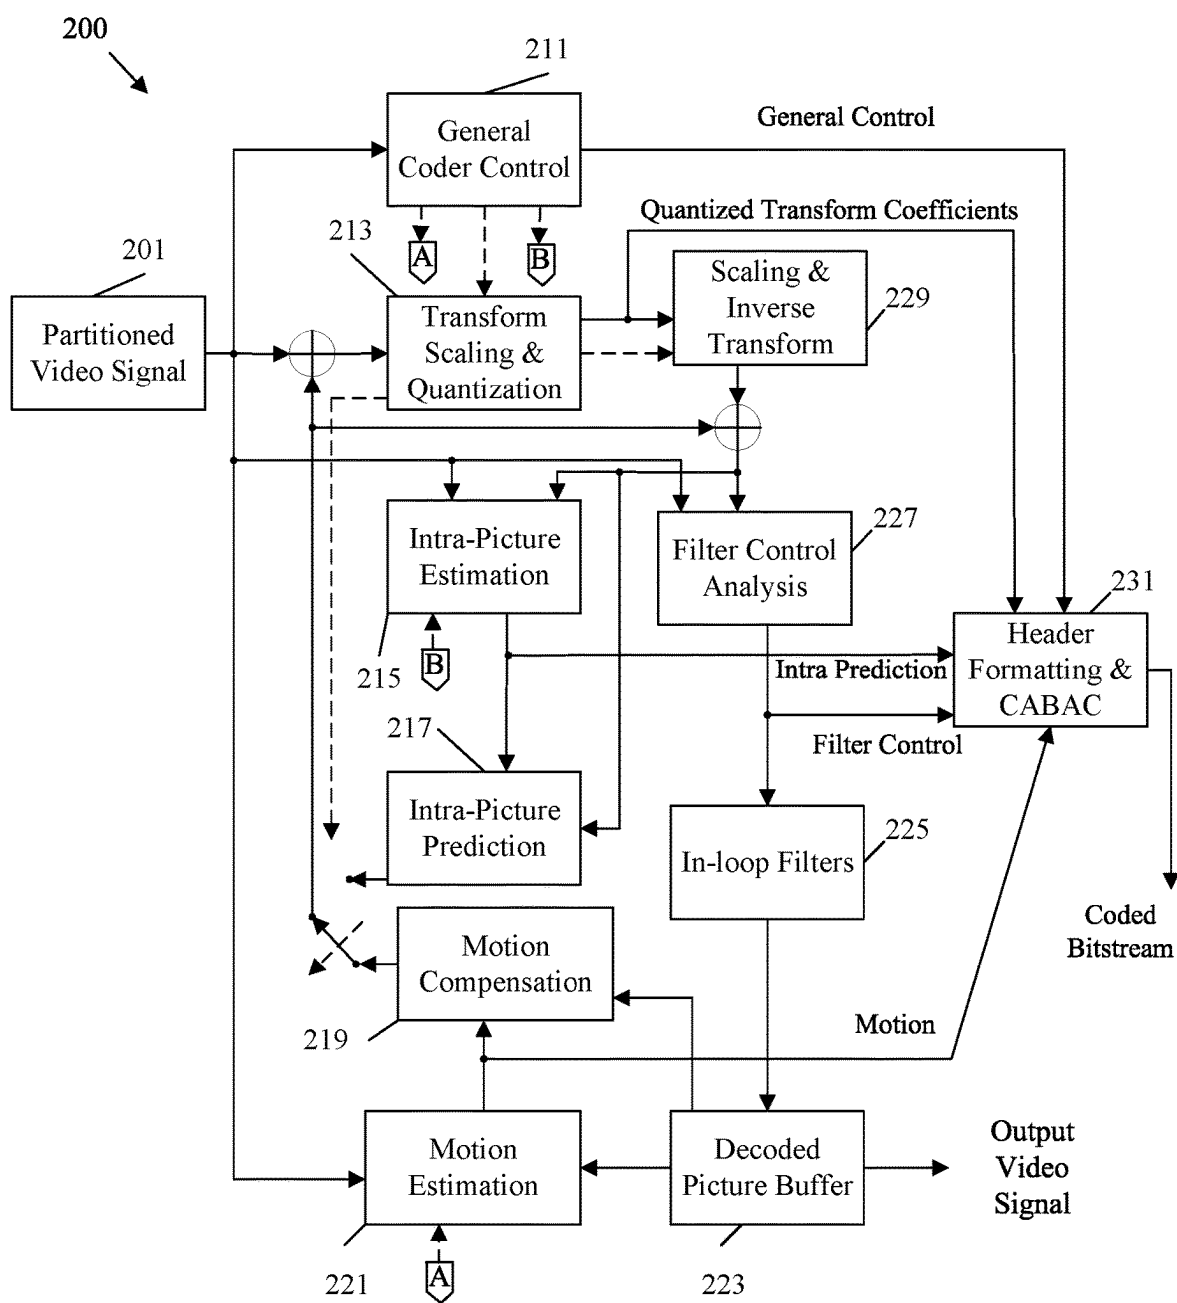 200
211
General
Coder Control
General Control
Quantized Transform Coefficients
A
B
213
201
Partitioned
Video Signal
Transform
Scaling &
Quantization
Scaling &
Inverse
Transform
229
Intra-Picture
Estimation
215
B
Filter Control
Analysis
227
231
Header
Formatting &
CABAC
Intra Prediction
Filter Control
217
Intra-Picture
Prediction
In-loop Filters
225
Coded
Bitstream
Motion
Compensation
219
Motion
Motion
Estimation
221
A
Decoded
Picture Buffer
223
Output
Video
Signal